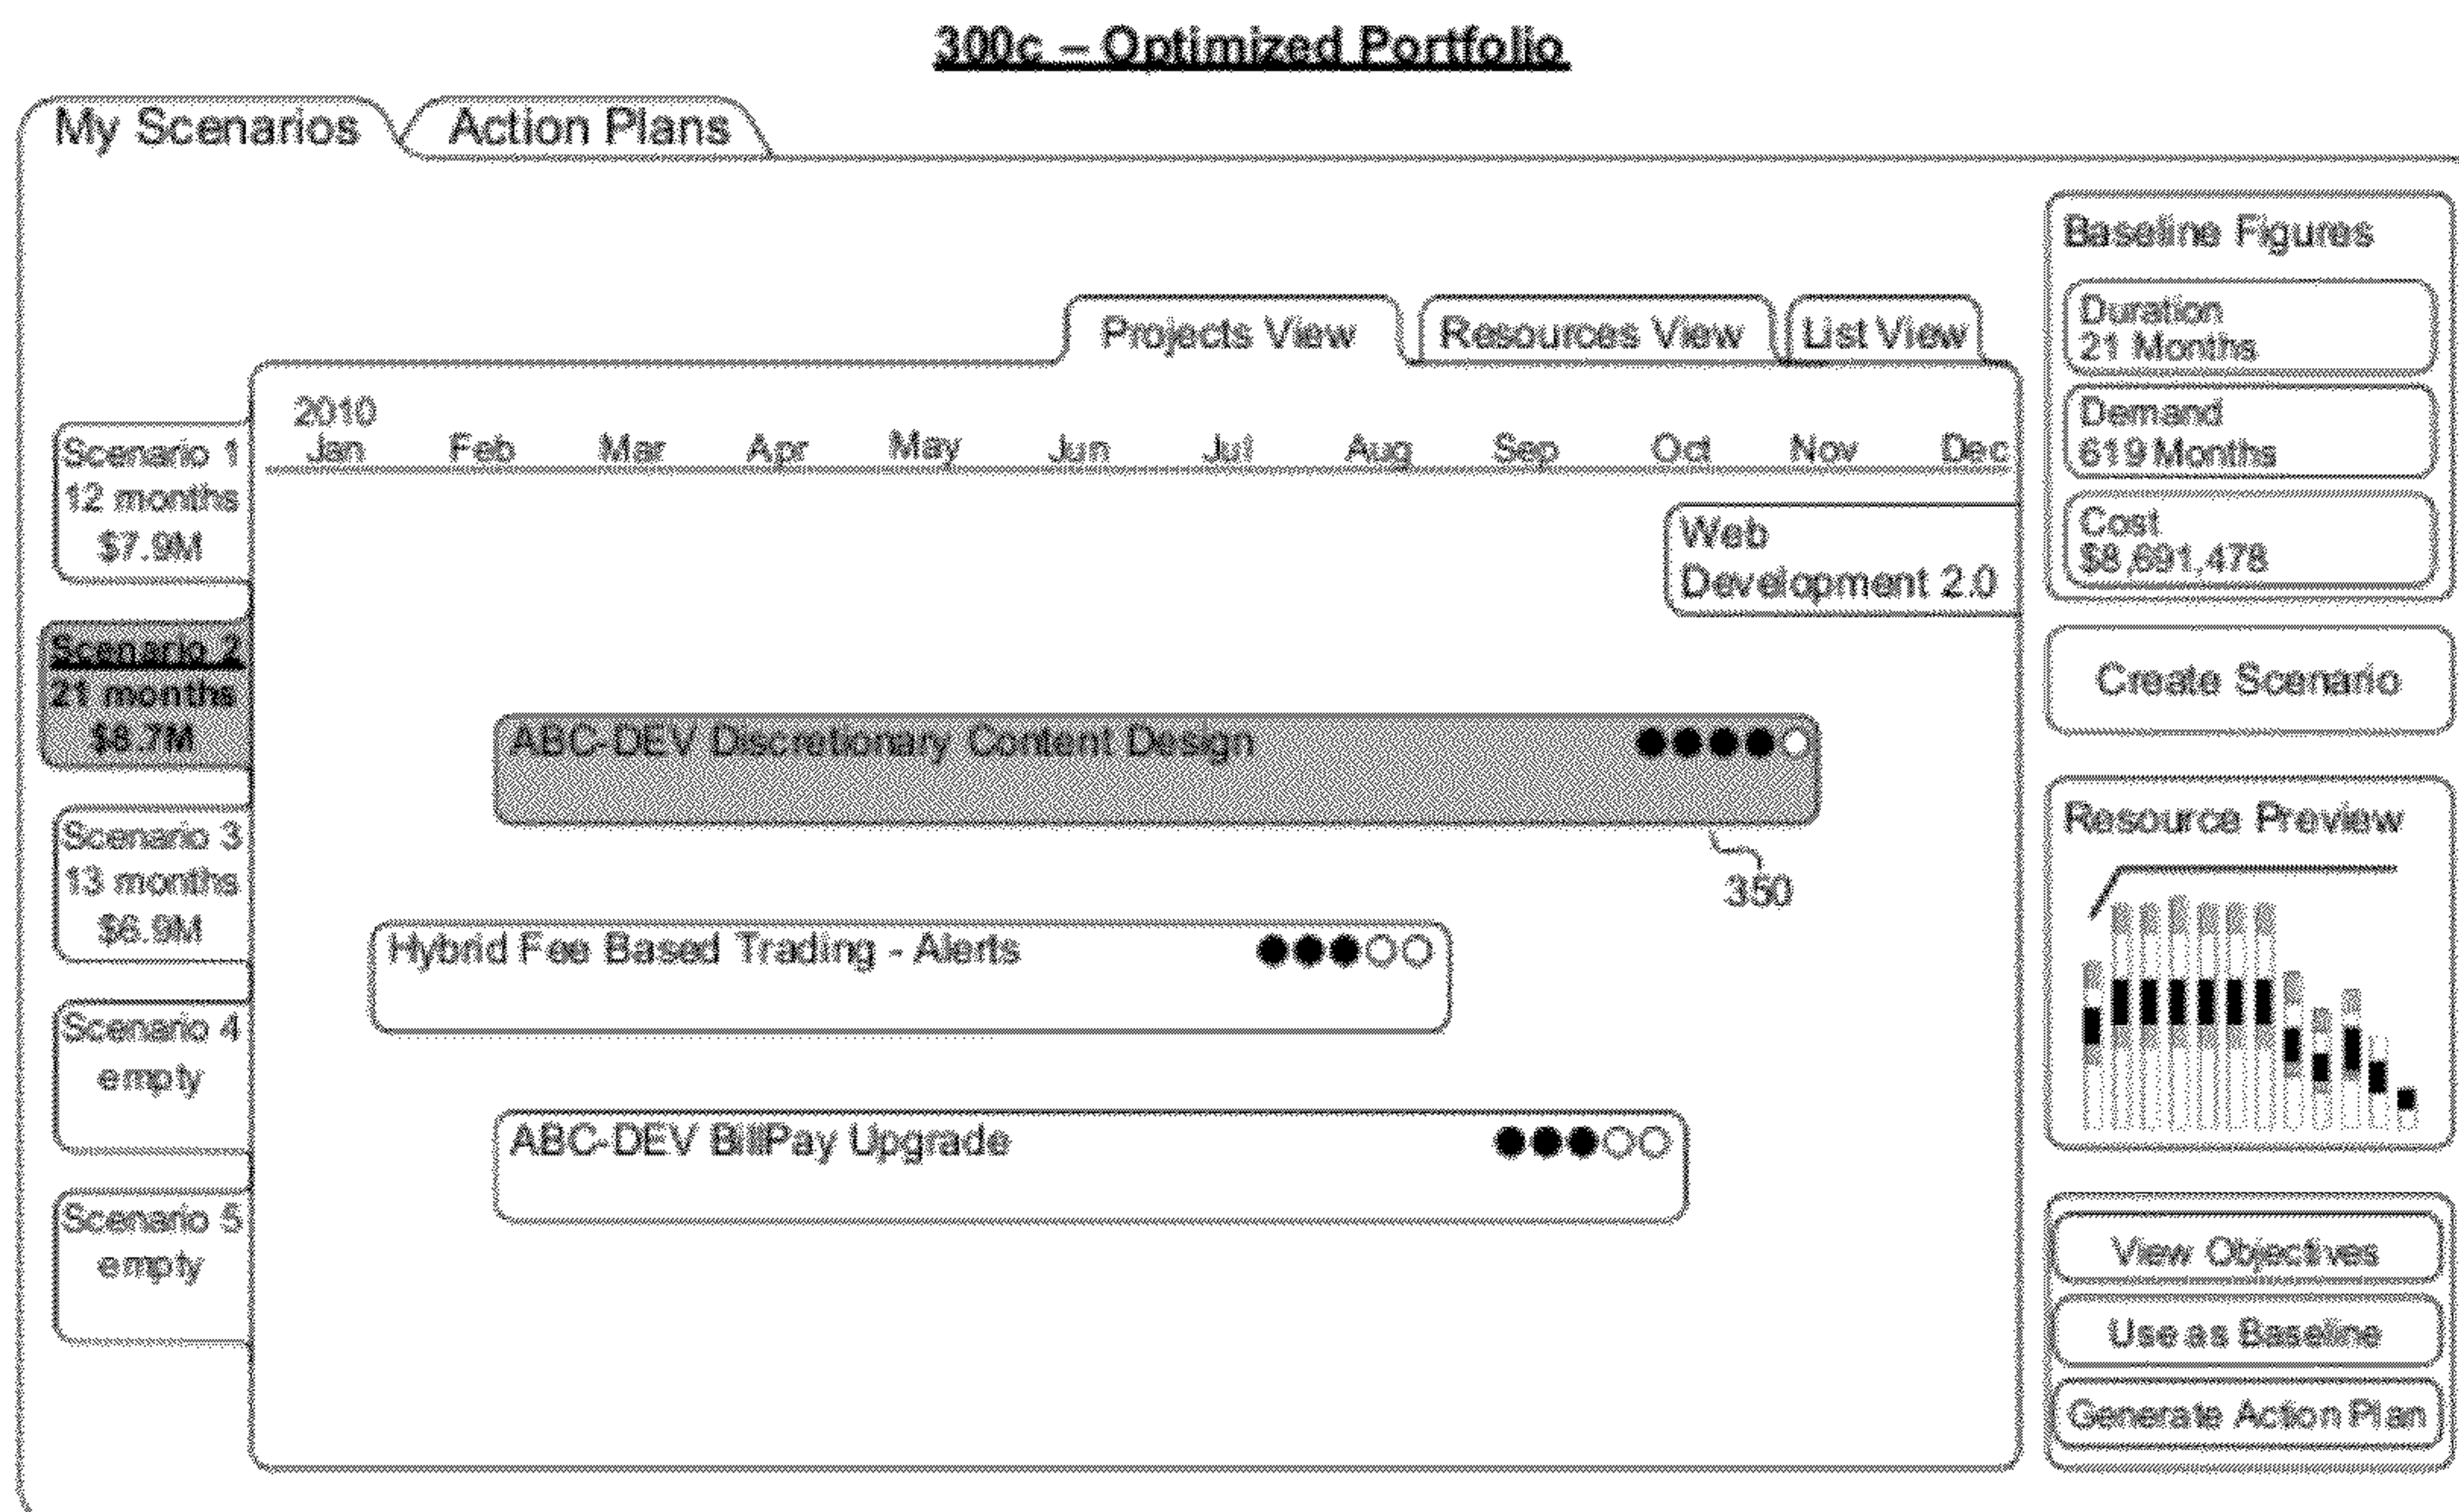 300c – Optimized Portfolio
My Scenarios
Action Plans
Projects View
Resources View
List View
2010
Jan Feb Mar Apr May Jun Jul Aug Sep Oct Nov Dec
Scenario 1
12 months
$7.9M
Scenario 2
21 months
$8.7M
Scenario 3
13 months
$6.9M
Scenario 4
empty
Scenario 5
empty
Web
Development 2.0
ABC-DEV Discretionary Content Design
350
Hybrid Fee Based Trading - Alerts
ABC-DEV BillPay Upgrade
Baseline Figures
Duration
21 Months
Demand
619 Months
Cost
$8,691,478
Create Scenario
Resource Preview
View Objectives
Use as Baseline
Generate Action Plan